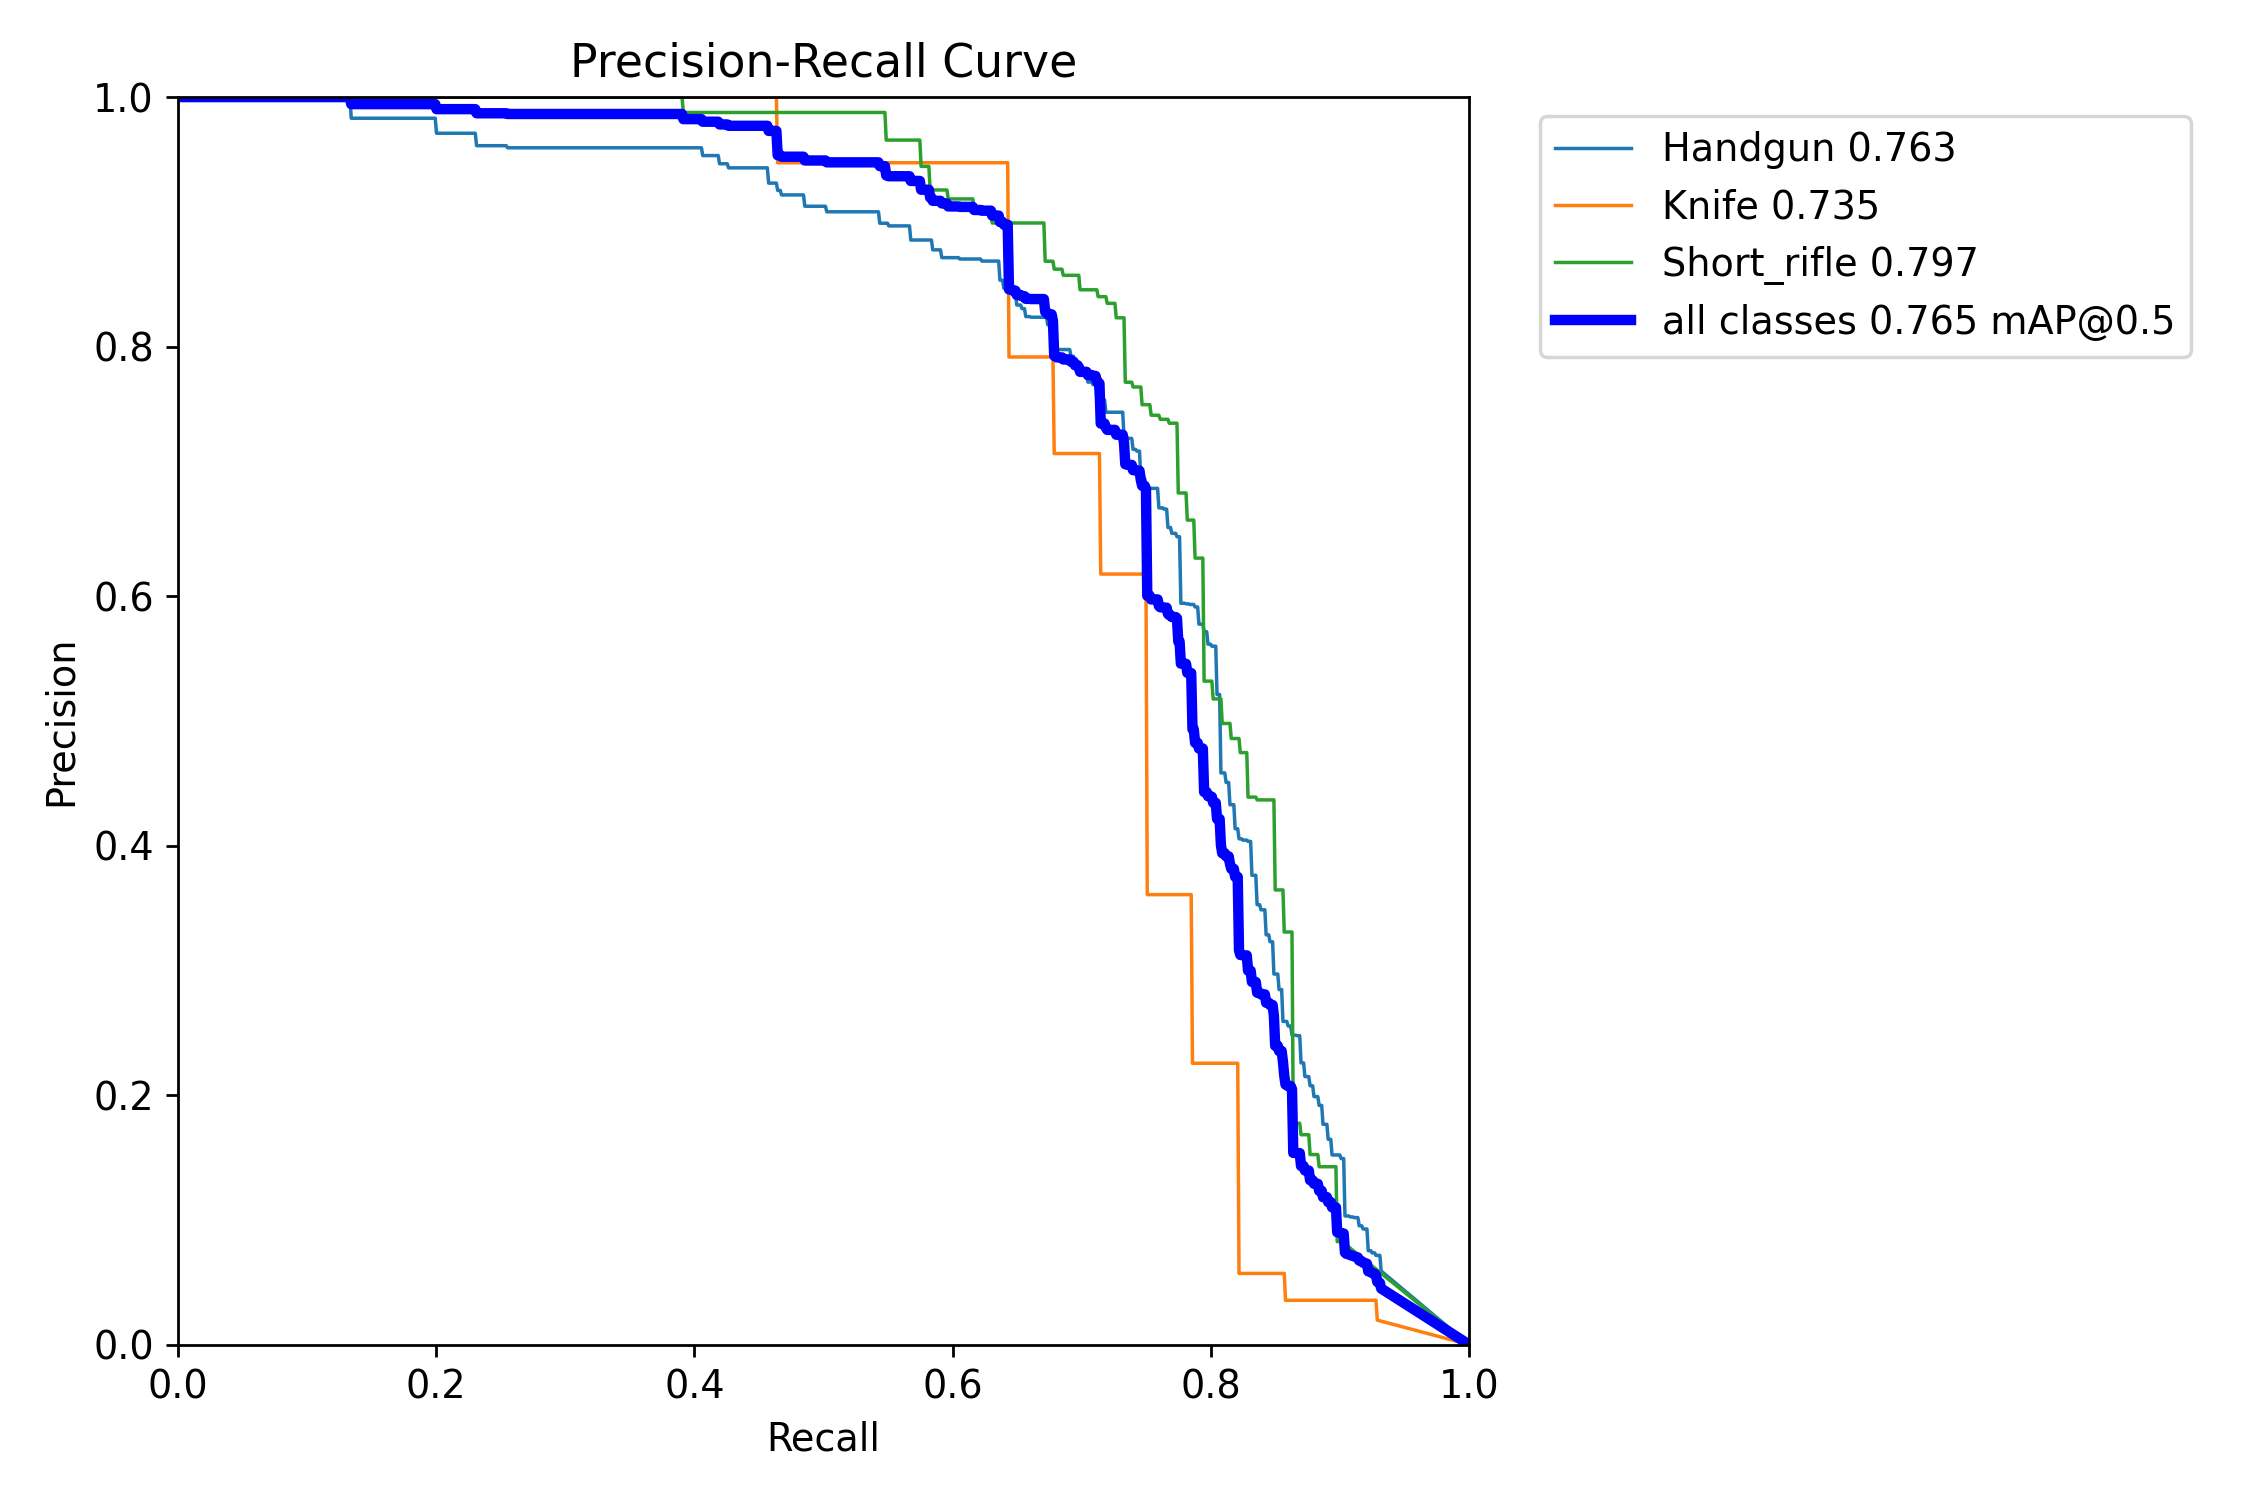 Precision-Recall Curve
1.0
0.8
0.6
0.4
0.2
0.0
Precision
0.0 0.2 0.4 0.6 0.8 1.0
Recall
Handgun 0.763
Knife 0.735
Short_rifle 0.797
all classes 0.765 mAP@0.5